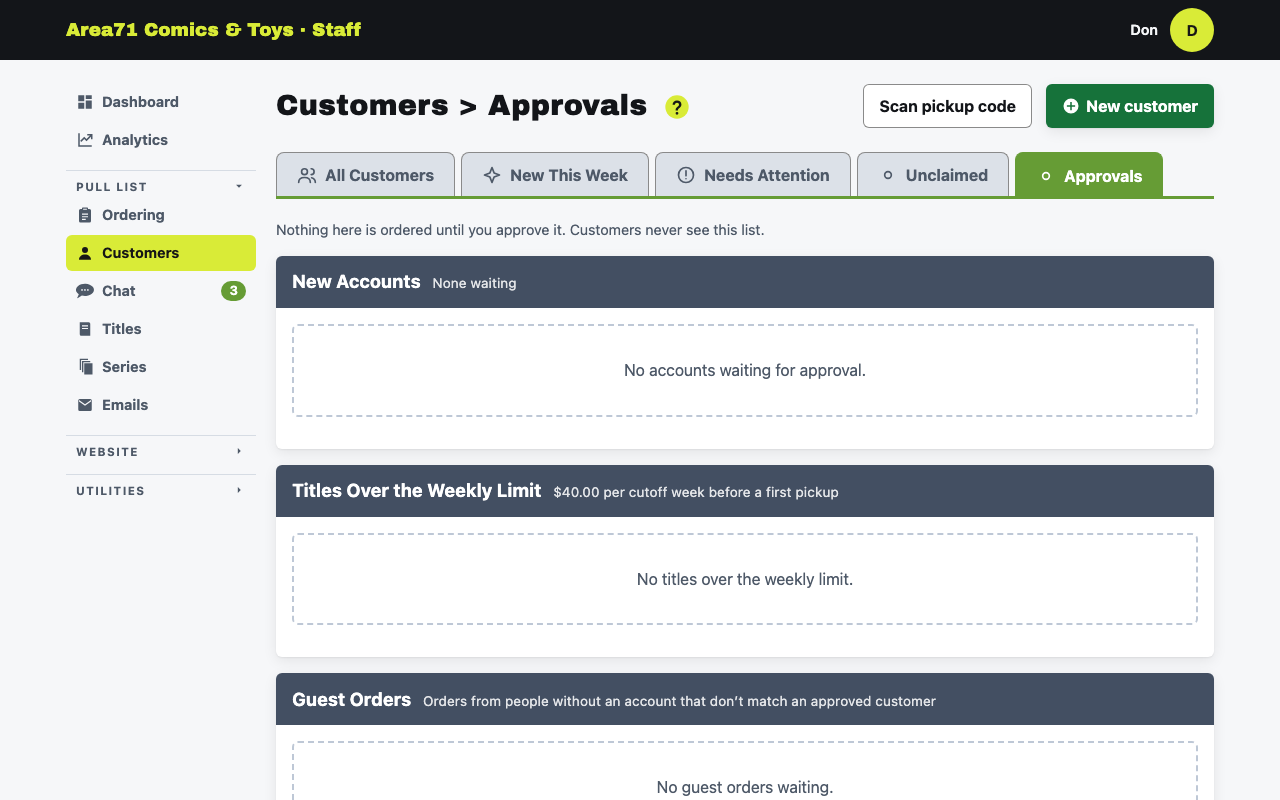 Area71 Comics & Toys · Staff
Don
D
Dashboard
Analytics
PULL LIST
Ordering
Customers
Chat
3
Titles
Series
Emails
WEBSITE
UTILITIES
Customers > Approvals
?
Scan pickup code
New customer
All Customers
New This Week
Needs Attention
Unclaimed
Approvals
Nothing here is ordered until you approve it. Customers never see this list.
New Accounts None waiting
No accounts waiting for approval.
Titles Over the Weekly Limit $40.00 per cutoff week before a first pickup
No titles over the weekly limit.
Guest Orders Orders from people without an account that don’t match an approved customer
No guest orders waiting.